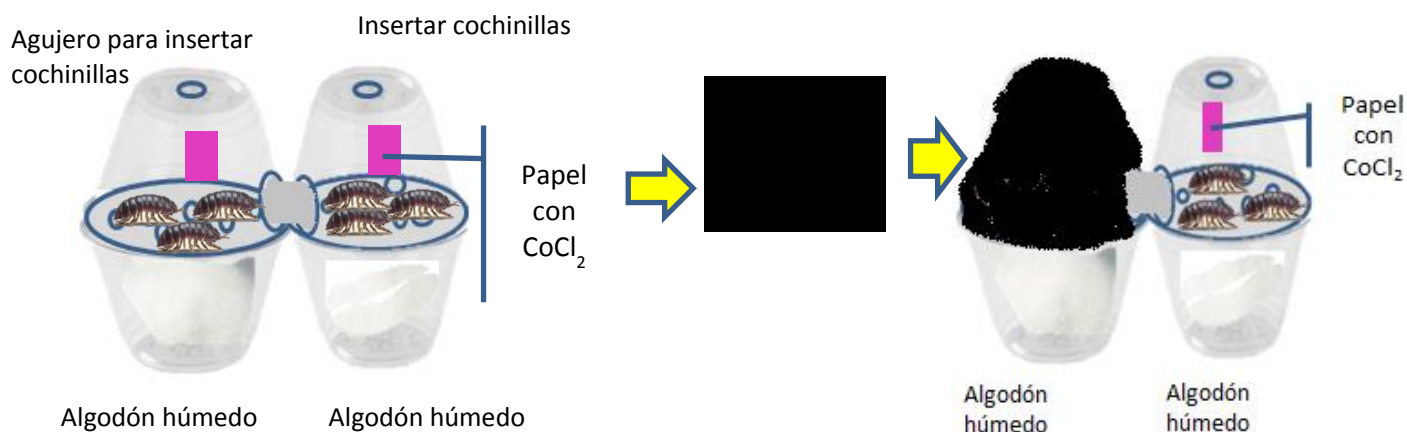 Agujero para insertar
cochinillas
Insertar cochinillas
Papel
con
CoCl₂
Algodón húmedo
Algodón húmedo
Papel
con
CoCl₂
Algodón
húmedo
Algodón
húmedo